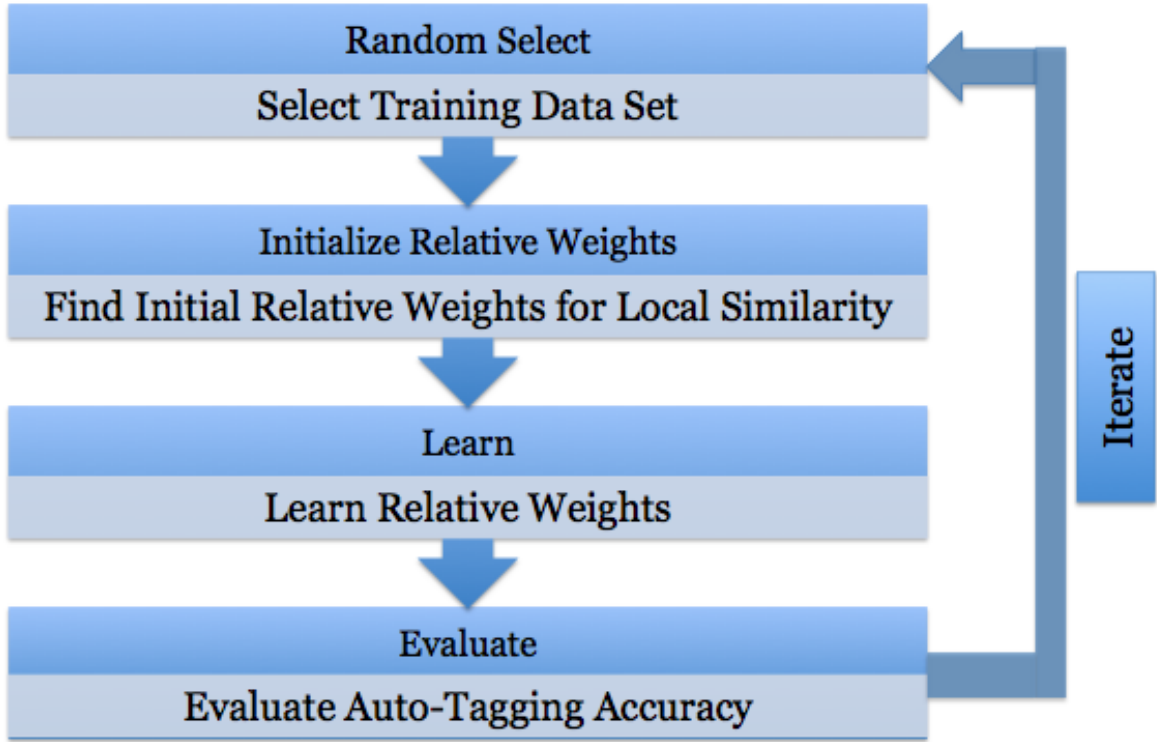 Random Select
Select Training Data Set
Initialize Relative Weights
Find Initial Relative Weights for Local Similarity
Learn
Learn Relative Weights
Evaluate
Evaluate Auto-Tagging Accuracy
Iterate